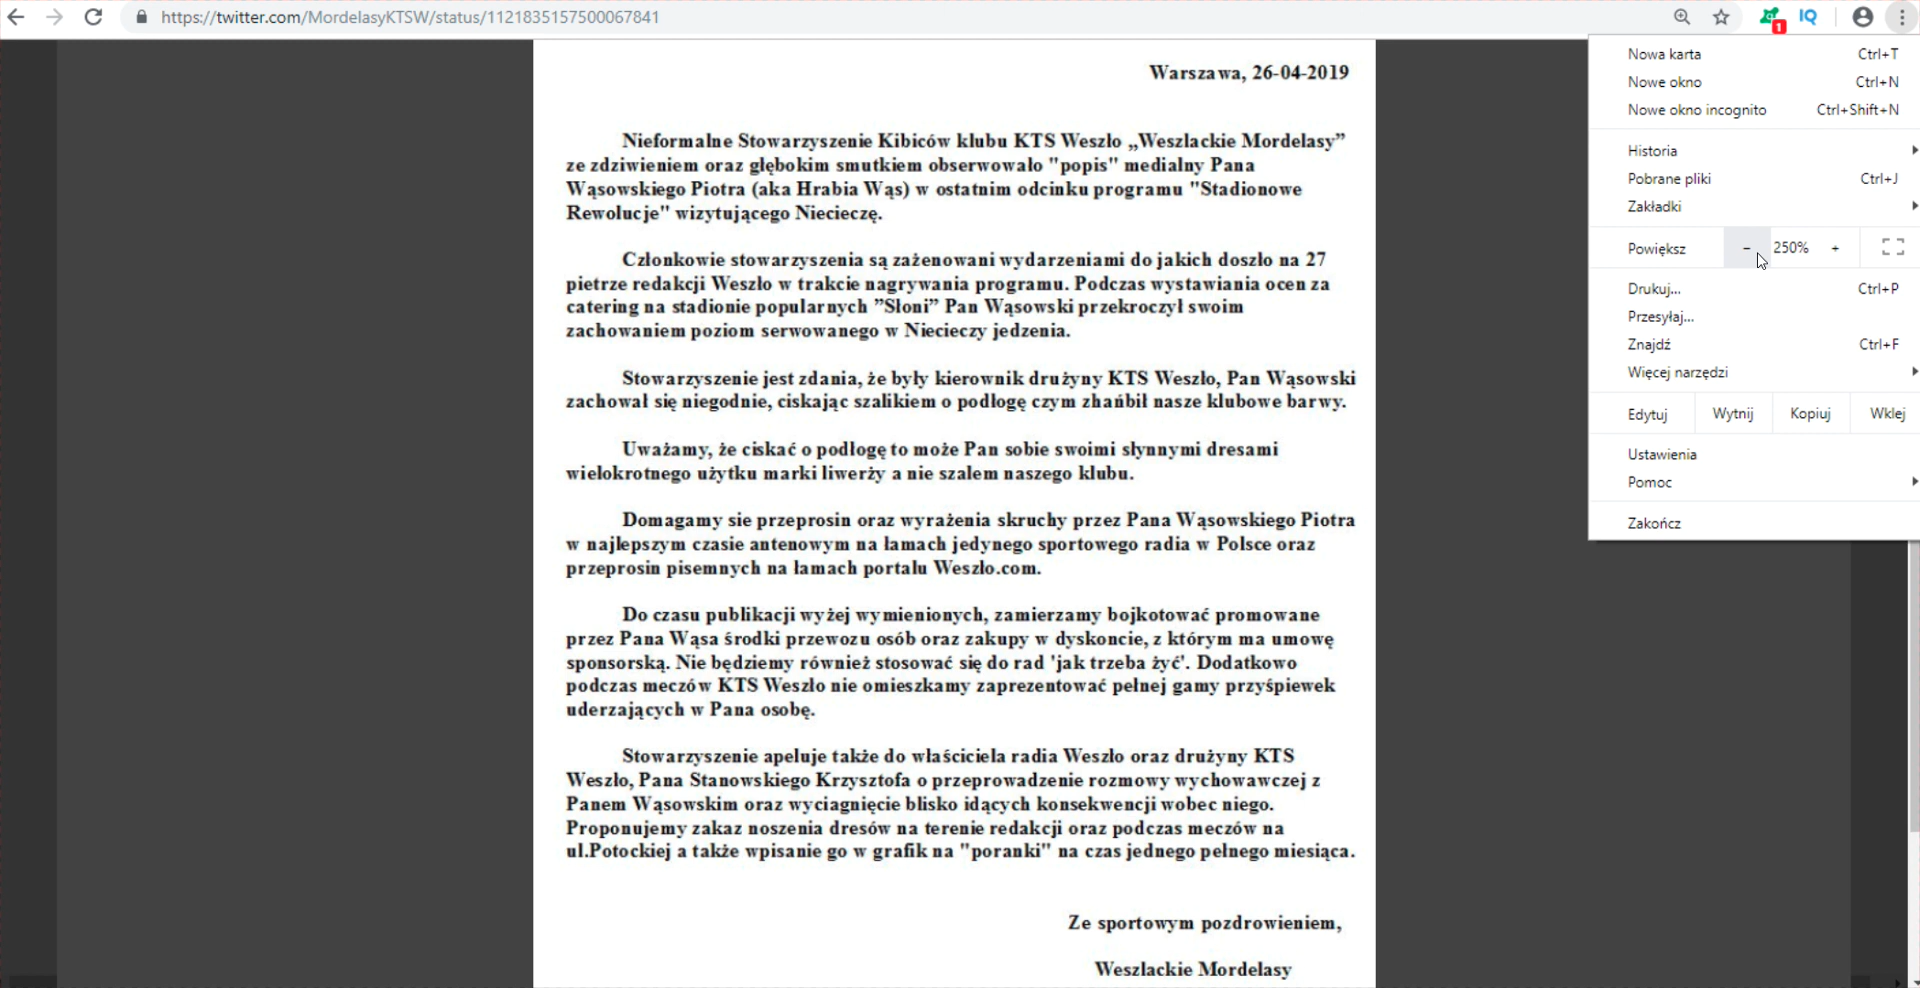 https://twitter.com/MordelasyKTSW/status/1121835157500067841
1
IQ
Warszawa, 26-04-2019
Nieformalne Stowarzyszenie Kibiców klubu KTS Weszło „Weszlackie Mordelasy”
ze zdziwieniem oraz głębokim smutkiem obserwowało "popis" medialny Pana
Wąsowskiego Piotra (aka Hrabia Wąs) w ostatnim odcinku programu "Stadionowe
Rewolucje" wizytującego Niecieczę.
Członkowie stowarzyszenia są zażenowani wydarzeniami do jakich doszło na 27
pietrze redakcji Weszło w trakcie nagrywania programu. Podczas wystawiania ocen za
catering na stadionie popularnych ”Słoni” Pan Wąsowski przekroczył swoim
zachowaniem poziom serwowanego w Niecieczy jedzenia.
Stowarzyszenie jest zdania, że były kierownik drużyny KTS Weszło, Pan Wąsowski
zachował się niegodnie, ciskając szalikiem o podłogę czym zhańbił nasze klubowe barwy.
Uważamy, że ciskać o podłogę to może Pan sobie swoimi słynnymi dresami
wielokrotnego użytku marki liwerży a nie szalem naszego klubu.
Domagamy sie przeprosin oraz wyrażenia skruchy przez Pana Wąsowskiego Piotra
w najlepszym czasie antenowym na łamach jedynego sportowego radia w Polsce oraz
przeprosin pisemnych na łamach portalu Weszło.com.
Do czasu publikacji wyżej wymienionych, zamierzamy bojkotować promowane
przez Pana Wąsa środki przewozu osób oraz zakupy w dyskoncie, z którym ma umowę
sponsorską. Nie będziemy również stosować się do rad 'jak trzeba żyć'. Dodatkowo
podczas meczów KTS Weszło nie omieszkamy zaprezentować pełnej gamy przyśpiewek
uderzających w Pana osobę.
Stowarzyszenie apeluje także do właściciela radia Weszło oraz drużyny KTS
Weszło, Pana Stanowskiego Krzysztofa o przeprowadzenie rozmowy wychowawczej z
Panem Wąsowskim oraz wyciagnięcie blisko idących konsekwencji wobec niego.
Proponujemy zakaz noszenia dresów na terenie redakcji oraz podczas meczów na
ul.Potockiej a także wpisanie go w grafik na "poranki" na czas jednego pełnego miesiąca.
Ze sportowym pozdrowieniem,
Weszlackie Mordelasy
Nowa karta Ctrl+T
Nowe okno Ctrl+N
Nowe okno incognito Ctrl+Shift+N
Historia
Pobrane pliki Ctrl+J
Zakładki
Powiększ - 250% +
Drukuj... Ctrl+P
Przesyłaj...
Znajdź Ctrl+F
Więcej narzędzi
Edytuj Wytnij Kopiuj Wklej
Ustawienia
Pomoc
Zakończ